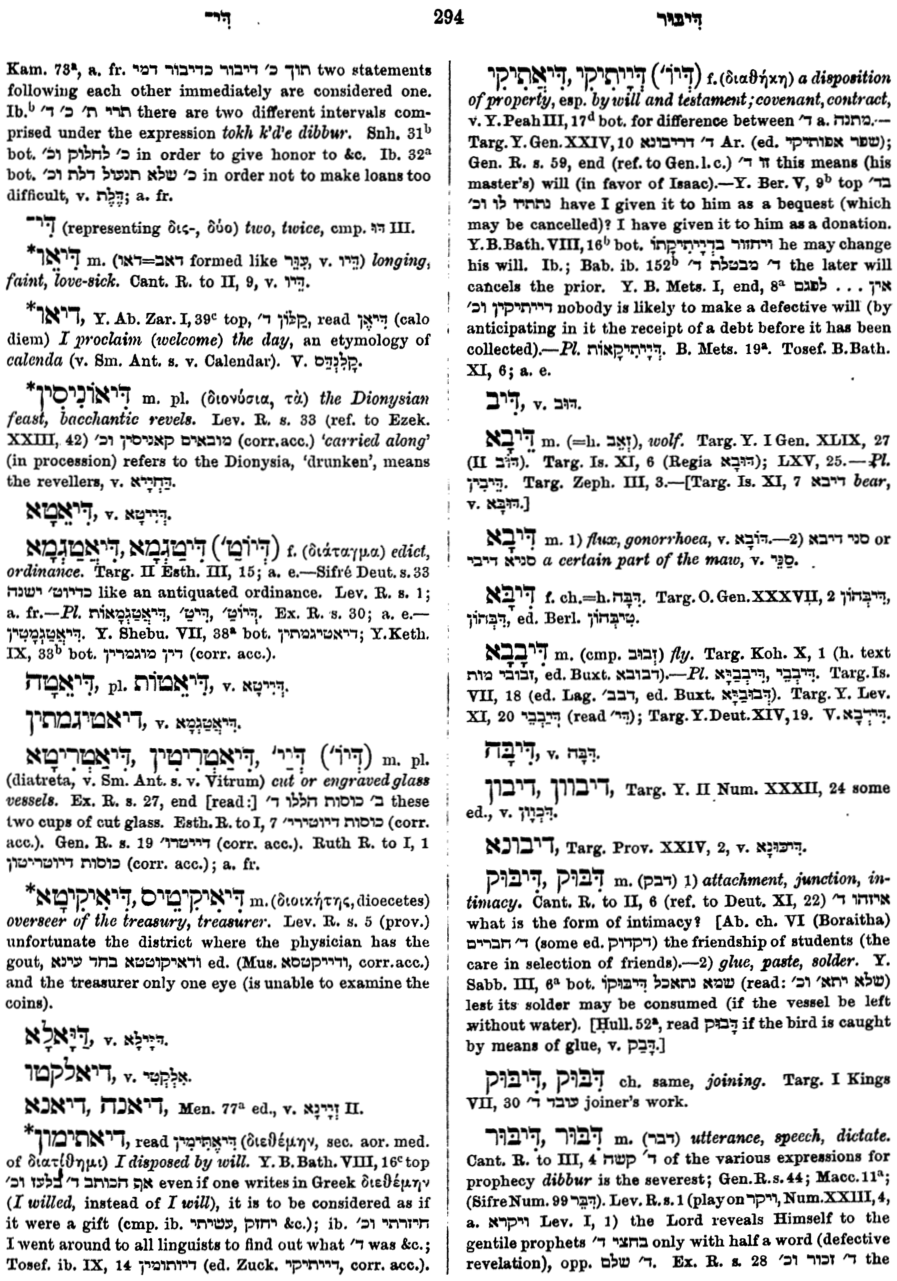 דִּי־ 294 דִּיבּוּר
Kam. 73ª, a. fr. תוך כ׳ דיבור כדיבור דמי two statements
following each other immediately are considered one.
Ib.ᵇ תרי ת׳ כ׳ ד׳ there are two different intervals com-
prised under the expression tokh k'd'e dibbur. Snh. 31ᵇ
bot. כ׳ לחלוק וכ׳ in order to give honor to &c. Ib. 32ª
bot. כ׳ שלא תנעול דלת וכ׳ in order not to make loans too
difficult, v. דֶּלֶת; a. fr.
דִּי־ (representing δις-, δύο) two, twice, cmp. דּוּ III.
*דֵּיאוֹ m. (דאב=דאו formed like, v. דֵּיו) longing,
faint, love-sick. Cant. R. to II, 9, v. דֵּיו.
*דיאו, Y. Ab. Zar. I, 39ᶜ top, קָלוֹן ד׳, read דִּיאֶן (calo
diem) I proclaim (welcome) the day, an etymology of
calenda (v. Sm. Ant. s. v. Calendar). V. קָלֶנְדַּס.
*דִּיאוֹנִיסִין m. pl. (διονύσια, τὰ) the Dionysian
feast, bacchantic revels. Lev. R. s. 33 (ref. to Ezek.
XXIII, 42) מובאים קאניסין וכ׳ (corr. acc.) ‘carried along’
(in procession) refers to the Dionysia, ‘drunken’, means
the revellers, v.
דִּיאֵטָא, v. דְּיֵיטָא.
דִּיאֲטַגְמָא, דִּיטַגְמָא (דְּיוֹט׳) f. (διάταγμα) edict,
ordinance. Targ. II Esth. III, 15; a. e.—Sifré Deut. s. 33
כדיוט׳ ישנה like an antiquated ordinance. Lev. R. s. 1;
a. fr.—Pl. דִּיאֲטַגְמָאוֹת, דִּיט׳, דְּיוֹט׳. Ex. R. s. 30; a. e.—
דִּיאֲטַגְמָטִין. Y. Shebu. VII, 38ª bot. דיאטיגמתין; Y. Keth.
IX, 33ᵇ bot. דין מוגמרין (corr. acc.).
דִּיאֵטָה, pl. דִּיאֵטוֹת, v. דְּיֵיטָא.
דיאטיגמתין, v. דִּיאֲטַגְמָא.
דִּיאַטְרִיטָא, דִּיאַטְרִיטִין, דְּיַי׳ (דְּיוֹ׳) m. pl.
(diatreta, v. Sm. Ant. s. v. Vitrum) cut or engraved glass
vessels. Ex. R. s. 27, end [read:] ב׳ כוסות הללו ד׳ these
two cups of cut glass. Esth. R. to I, 7 כוסות דיוטירי׳ (corr.
acc.). Gen. R. s. 19 דייטרו׳ (corr. acc.). Ruth R. to I, 1
כוסות דיוטריטון (corr. acc.); a. fr.
*דִּיאִיקִיטֵיס, דִּיאִיקִיטָא m. (διοικήτης, dioecetes)
overseer of the treasury, treasurer. Lev. R. s. 5 (prov.)
unfortunate the district where the physician has the
gout, ודאיקוטטא בחד עינא ed. (Mus. ודייקטסא, corr. acc.)
and the treasurer only one eye (is unable to examine the
coins).
דַּיָּאלָא, v. דַּיָּילָא.
דיאלקטו, v. אִלֶּקְטִי.
דיאנא, דיאנה, Men. 77ª ed., v. זִיְינָא II.
*דיאתימון, read דִּיאֶתִימִין (διεθέμην, sec. aor. med.
of διατίθημι) I disposed by will. Y. B. Bath. VIII, 16ᶜ top
אף הכותב ד׳ בלעז וכ׳ even if one writes in Greek διεθέμην
(I willed, instead of I will), it is to be considered as if
it were a gift (cmp. ib. יחזק, עשיתי &c.); ib. חיזרתי וכ׳
I went around to all linguists to find out what ד׳ was &c.;
Tosef. ib. IX, 14 דיותומין (ed. Zuck. דייתיקי, corr. acc.).
דְּיָאתִיקִי, דְּיָיתִיקִי (דְּיוֹ׳) f. (διαθήκη) a disposition
of property, esp. by will and testament; covenant, contract,
v. Y. Peah III, 17ᵈ bot. for difference between ד׳ a. מתנה.—
Targ. Y. Gen. XXIV, 10 ד׳ דריבונא Ar. (ed. שפר אפותיקי);
Gen. R. s. 59, end (ref. to Gen. l. c.) זו ד׳ this means (his
master's) will (in favor of Isaac).—Y. Ber. V, 9ᵇ top בד׳
נתתיו לו וכ׳ have I given it to him as a bequest (which
may be cancelled)? I have given it to him as a donation.
Y. B. Bath. VIII, 16ᵇ bot. ויחזור בדְיָיתִיקָתוֹ he may change
his will. Ib.; Bab. ib. 152ᵇ ד׳ מבטלת ד׳ the later will
cancels the prior. Y. B. Mets. I, end, 8ª אין ... לפגם
דייתיקין וכ׳ nobody is likely to make a defective will (by
anticipating in it the receipt of a debt before it has been
collected).—Pl. דְּיָיתִיקָאוֹת. B. Mets. 19ª. Tosef. B. Bath.
XI, 6; a. e.
דִּיב, v. דוב.
דֵּיבָא m. (=h. זְאֵב), wolf. Targ. Y. I Gen. XLIX, 27
(II דּוֹב). Targ. Is. XI, 6 (Regia דּוּבָא); LXV, 25.—Pl.
דֵּיבִין. Targ. Zeph. III, 3.—[Targ. Is. XI, 7 דיבא bear,
v. דּוּבָּא.]
דִּיבָא m. 1) flux, gonorrhoea, v. דּוֹבָא.—2) סני דיבא or
סניא דיבי a certain part of the maw, v. סַנֵּי.
דִּיבָּא f. ch.=h. דִּבָּה. Targ. O. Gen. XXXVII, 2 דִּיבְּהוֹן,
דִּבְּהוֹן, ed. Berl. טִיבְּהוֹן.
דִּיבָבָא m. (cmp. זְבוּב) fly. Targ. Koh. X, 1 (h. text
זבובי מות, ed. Buxt. דבובא).—Pl. דִּיבְבַיָּא, דִּיבְבֵי. Targ. Is.
VII, 18 (ed. Lag. דבב׳, ed. Buxt. דְּבוּבַיָּא). Targ. Y. Lev.
XI, 20 דַּיְבְבֵי (read דִּי׳); Targ. Y. Deut. XIV, 19. V. דִּידְבָא.
דִּיבָּה, v. דִּבָּה.
דיבוון, דיבון, Targ. Y. II Num. XXXII, 24 some
ed., v. דִּכְוָון.
דיבונא, Targ. Prov. XXIV, 2, v.
דִּבּוּק, דִּיבּוּק m. (דבק) 1) attachment, junction, in-
timacy. Cant. R. to II, 6 (ref. to Deut. XI, 22) איזהו ד׳
what is the form of intimacy? [Ab. ch. VI (Boraitha)
ד׳ חברים (some ed. דקדוק) the friendship of students (the
care in selection of friends).—2) glue, paste, solder. Y.
Sabb. III, 6ª bot. שמא נתאכל דִּיבּוּקוֹ (read: שלא יתא׳ וכ׳)
lest its solder may be consumed (if the vessel be left
without water). [Ḥull. 52ª, read דָּבוּק if the bird is caught
by means of glue, v. דָּבַק.]
דִּבּוּק, דִּיבּוּק ch. same, joining. Targ. I Kings
VII, 30 עובד ד׳ joiner's work.
דִּבּוּר, דִּיבּוּר m. (דבר) utterance, speech, dictate.
Cant. R. to III, 4 ד׳ קשה of the various expressions for
prophecy dibbur is the severest; Gen. R. s. 44; Macc. 11ª;
(Sifre Num. 99 דִּבֵּר). Lev. R. s. 1 (play on ויקר, Num. XXIII, 4,
a. ויקרא Lev. I, 1) the Lord reveals Himself to the
gentile prophets בחצי ד׳ only with half a word (defective
revelation), opp. ד׳ שלם. Ex. R. s. 28 ד׳ זכור וכ׳ the